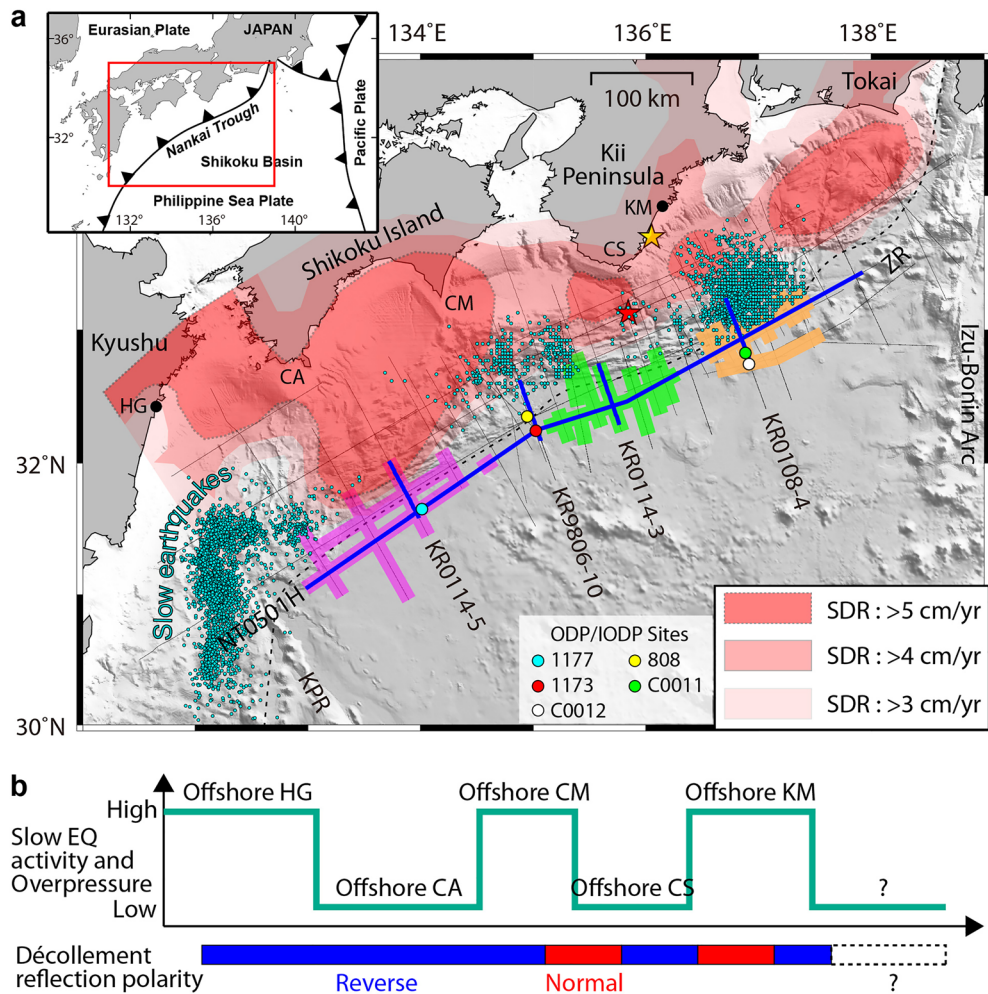 a
134°E
136°E
138°E
36°
Eurasian Plate
JAPAN
32°
Nankai Trough
Pacific Plate
Shikoku Basin
Philippine Sea Plate
132°
136°
140°
100 km
Tokai
Kii
Peninsula
KM
CS
Shikoku Island
CM
ZR
Kyushu
CA
HG
Izu-Bonin Arc
32°N
Slow earthquakes
KR0108-4
KR0114-3
KR9806-10
KR0114-5
NT0501H
KPR
ODP/IODP Sites
1177
808
1173
C0011
C0012
SDR : >5 cm/yr
SDR : >4 cm/yr
SDR : >3 cm/yr
30°N
b
Offshore HG
Offshore CM
Offshore KM
High
Slow EQ
activity and
Overpressure
Low
Offshore CA
Offshore CS
?
Décollement
reflection polarity
Reverse
Normal
?